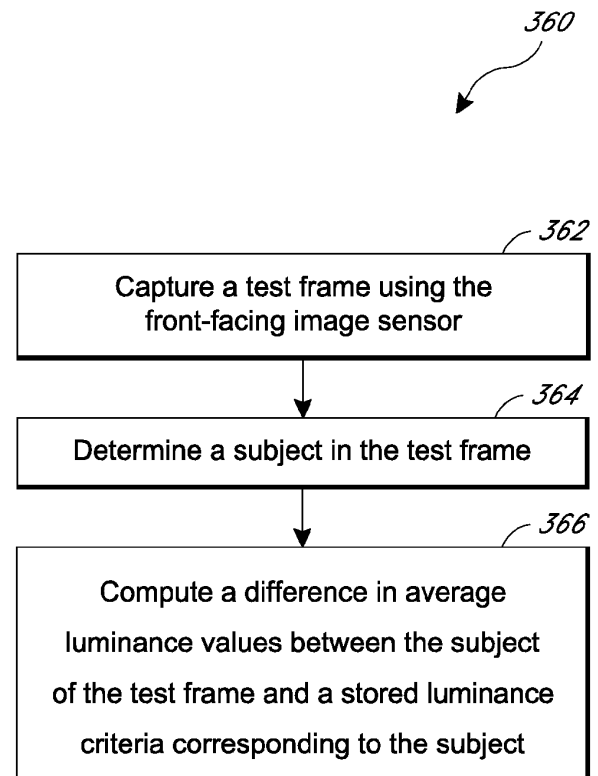 360
362
Capture a test frame using the
front-facing image sensor
364
Determine a subject in the test frame
366
Compute a difference in average
luminance values between the subject
of the test frame and a stored luminance
criteria corresponding to the subject